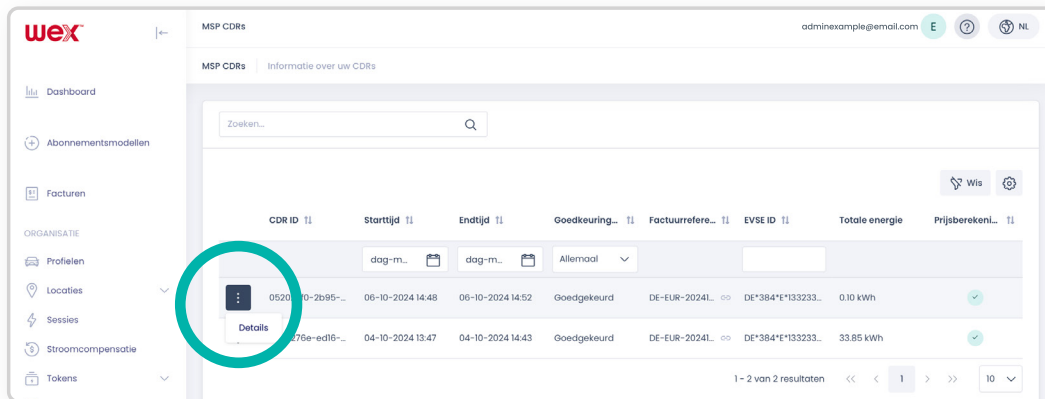 wex
MSP CDRs
adminexample@email.com E ? NL
MSP CDRs Informatie over uw CDRs
Dashboard
Abonnementsmodellen
Facturen
ORGANISATIE
Profielen
Locaties
Sessies
Stroomcompensatie
Tokens
Zoeken...
Wis
CDR ID Starttijd Endtijd Goedkeuring... Factuurrefere... EVSE ID Totale energie Prijsberekeni...
dag-m... dag-m... Allemaal
06-10-2024 14:48 06-10-2024 14:52 Goedgekeurd DE-EUR-20241... DE*384*E*133233... 0.10 kWh
Details
276e-ed16-... 04-10-2024 13:47 04-10-2024 14:43 Goedgekeurd DE-EUR-20241... DE*384*E*133233... 33.85 kWh
1 - 2 van 2 resultaten << < 1 > >> 10